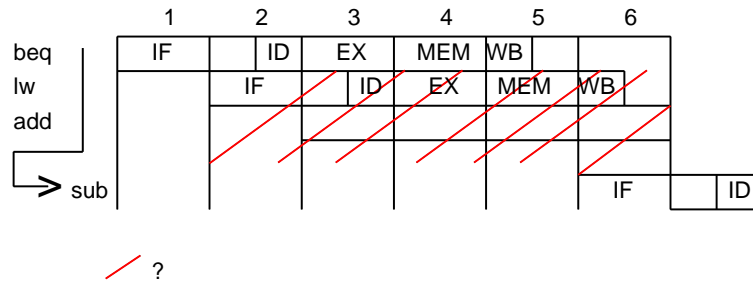 1 2 3 4 5 6
beq IF ID EX MEM WB
lw IF ID EX MEM WB
add
sub IF ID
?